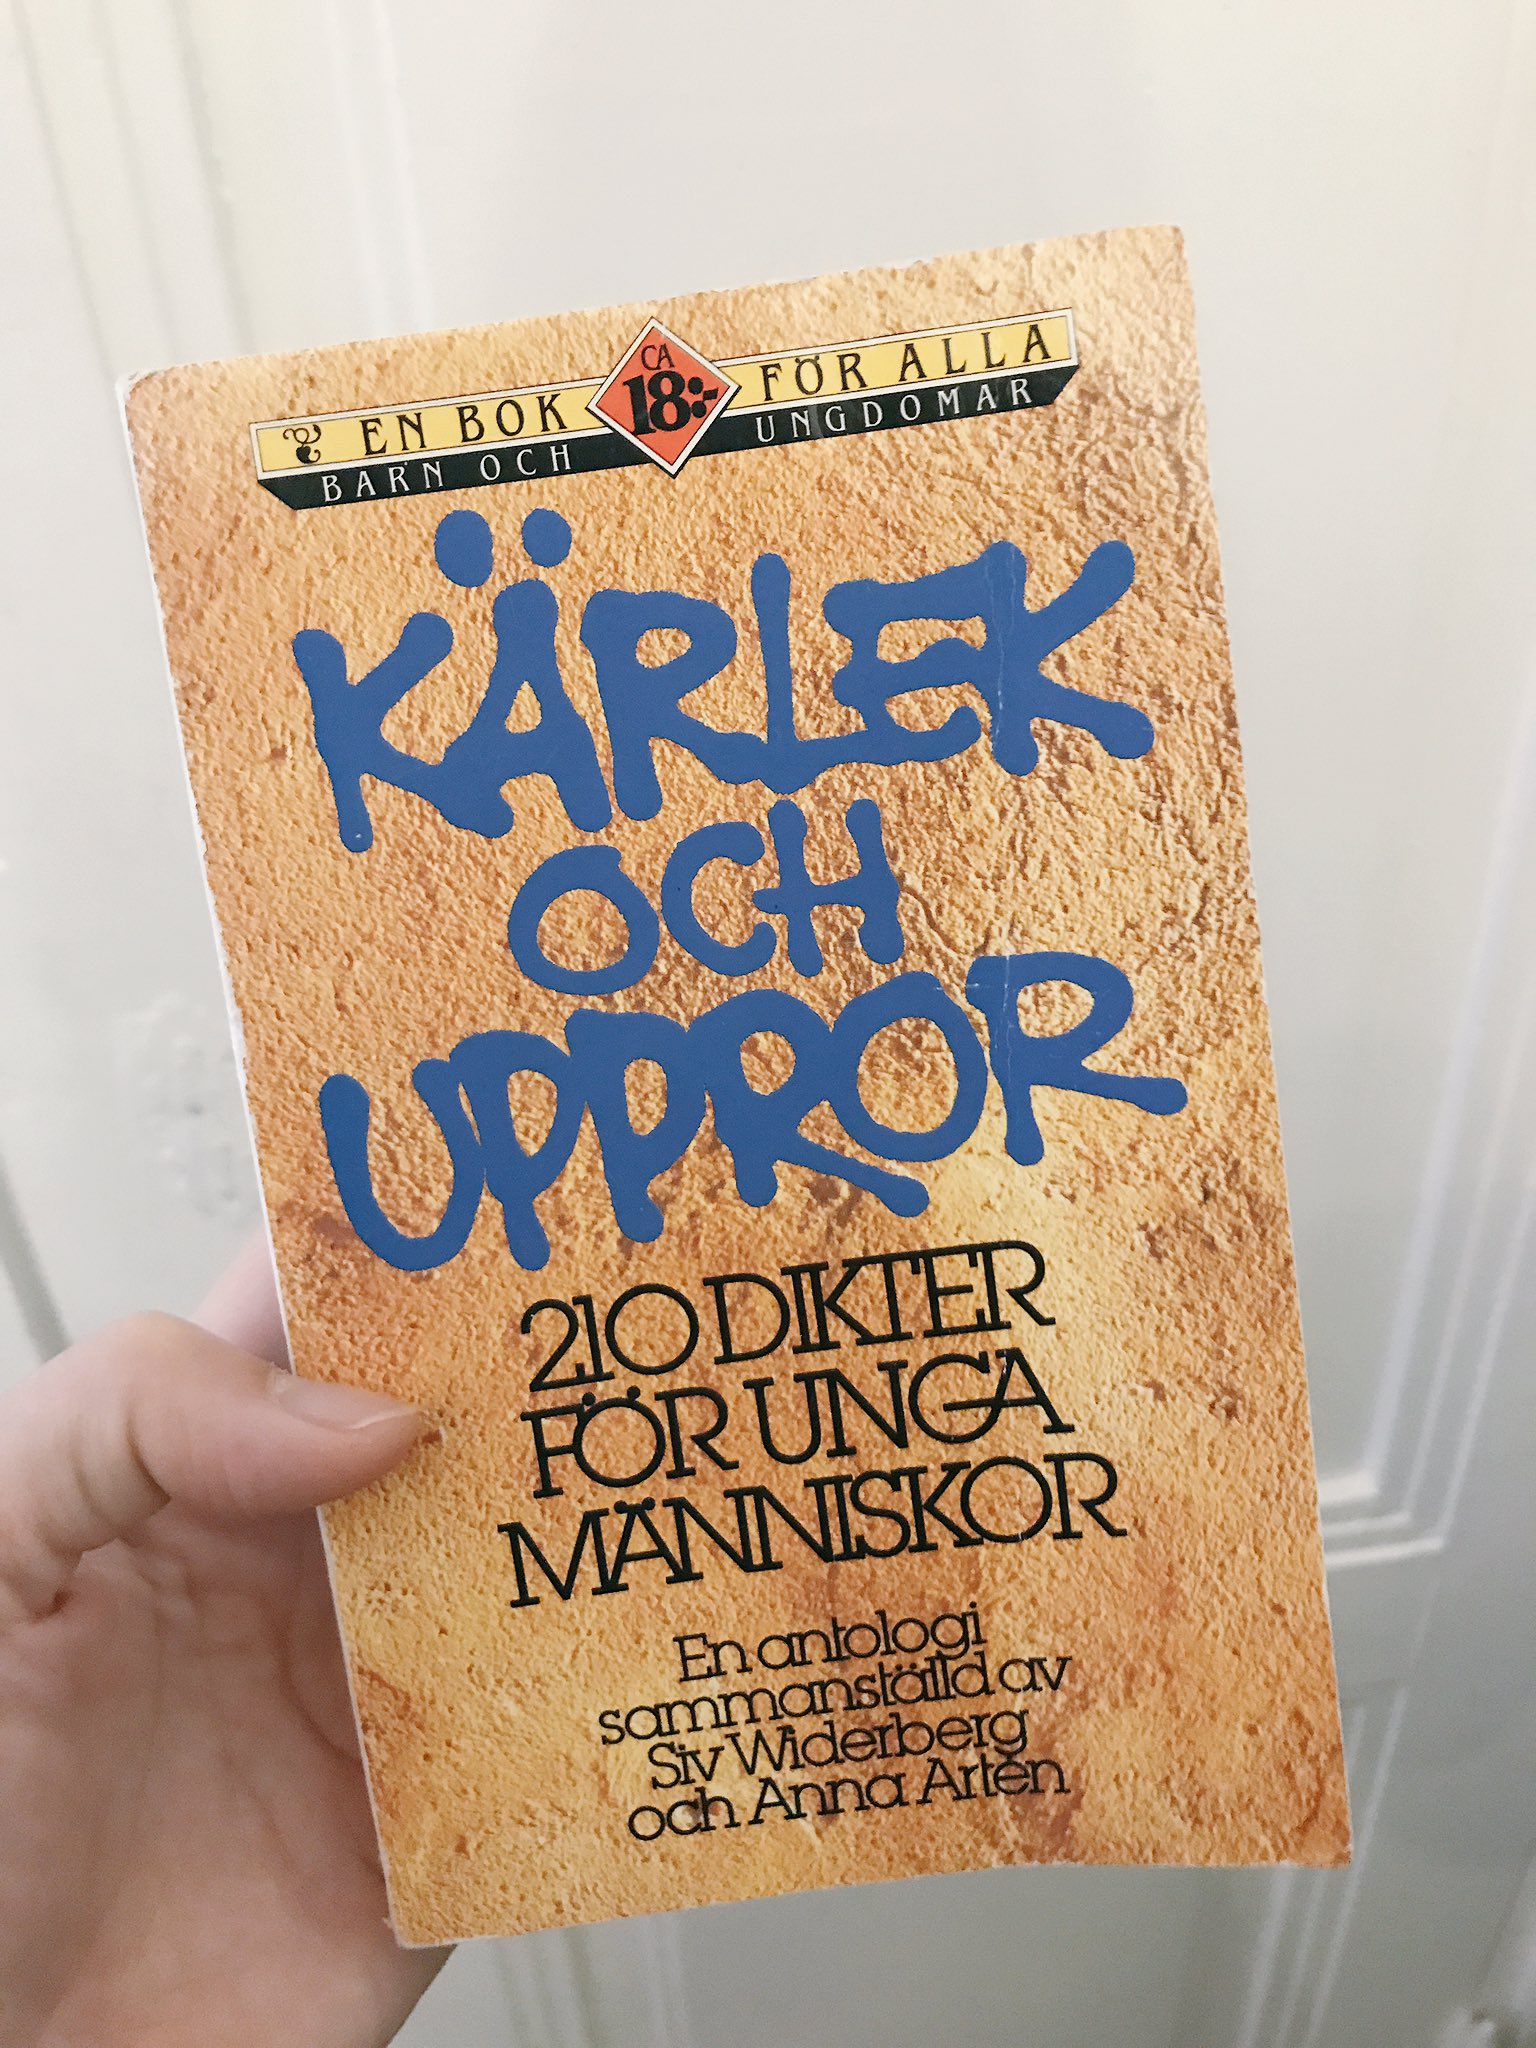 EN BOK FÖR ALLA
CA
18:-
BARN OCH UNGDOMAR
KÄRLEK
OCH
UPPROR
210 DIKTER
FÖR UNGA
MÄNNISKOR
En antologi
sammanställd av
Siv Widerberg
och Anna Artén